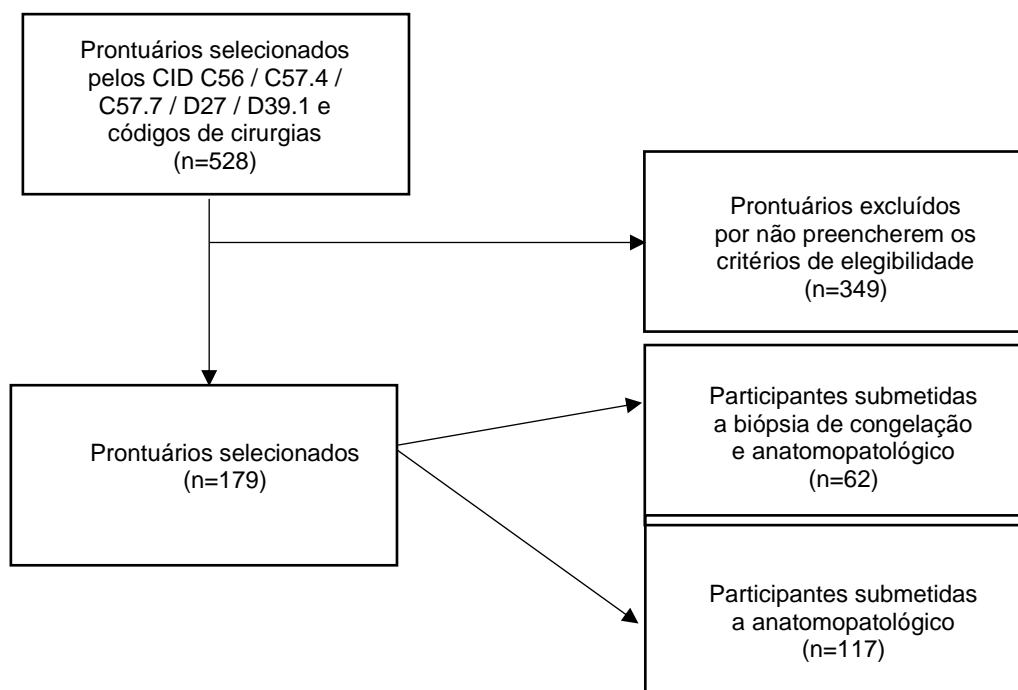 Prontuários selecionados
pelos CID C56 / C57.4 /
C57.7 / D27 / D39.1 e
códigos de cirurgias
(n=528)
Prontuários excluídos
por não preencherem os
critérios de elegibilidade
(n=349)
Prontuários selecionados
(n=179)
Participantes submetidas
a biópsia de congelação
e anatomopatológico
(n=62)
Participantes submetidas
a anatomopatológico
(n=117)